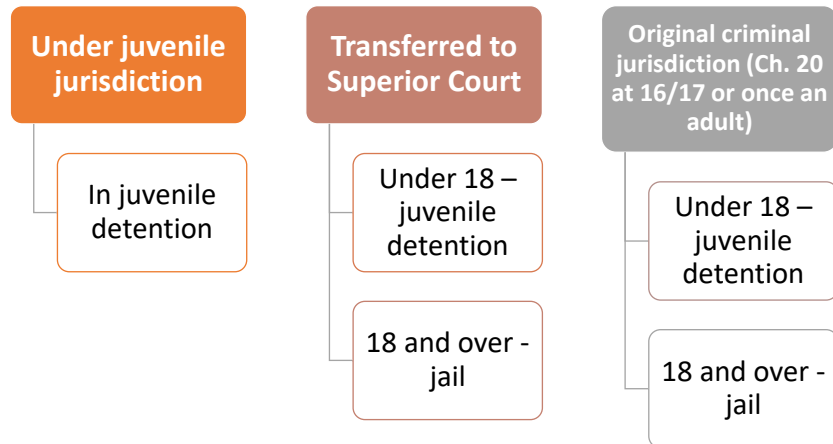 Under juvenile
jurisdiction
In juvenile
detention
Transferred to
Superior Court
Under 18 –
juvenile
detention
18 and over -
jail
Original criminal
jurisdiction (Ch. 20
at 16/17 or once an
adult)
Under 18 –
juvenile
detention
18 and over -
jail